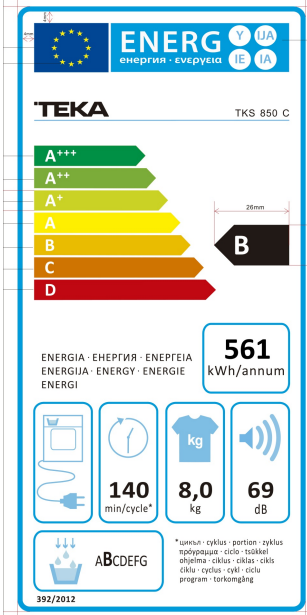 ENERG
Y IJA
енергия · ενεργεια
IE IA
TEKA
TKS 850 C
A+++
A++
A+
26mm
A
B
B
C
D
561
kWh/annum
ENERGIA · ЕНЕРГИЯ · ΕΝΕΡΓΕΙΑ
ENERGIJA · ENERGY · ENERGIE
ENERGI
kg
140
min/cycle*
8,0
kg
69
dB
ABCDEFG
*цикъл · cyklus · portion · zyklus
πρόγραμμα · ciclo · tsükkel
ohjelma · ciklus · ciklas · cikls
ċiklu · cyclus · cykl · ciclu
program · torkomgång
392/2012